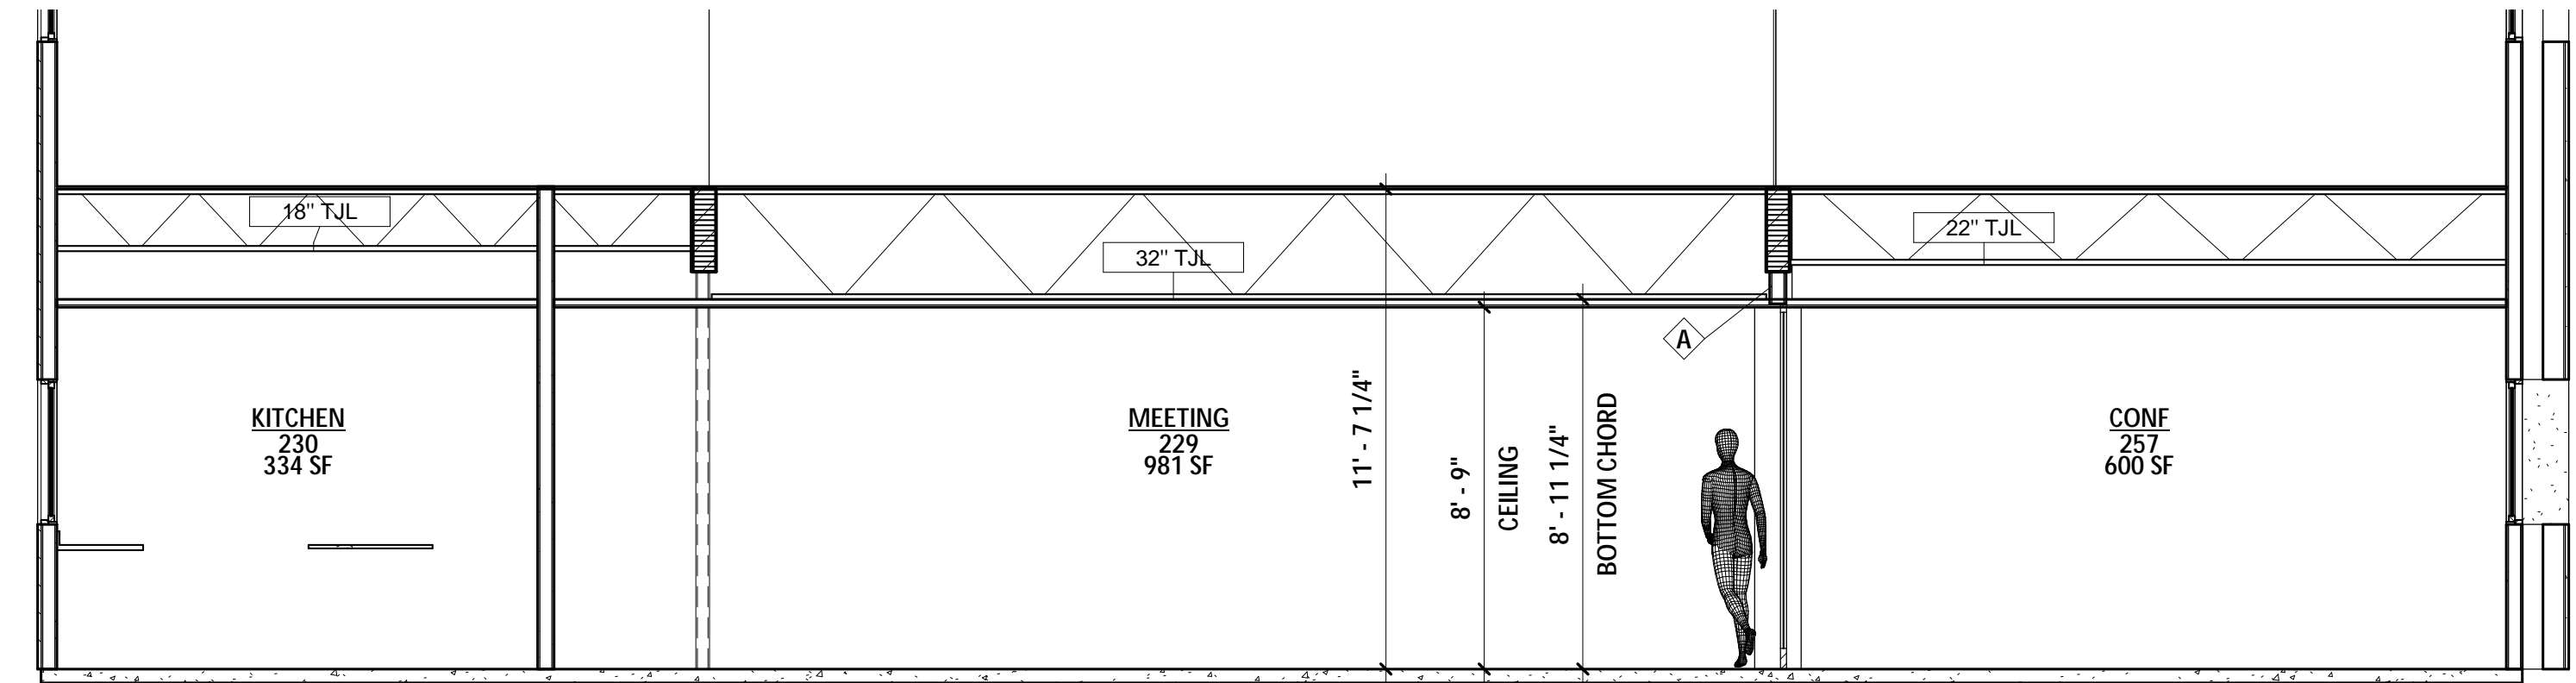 18" TJL
32" TJL
22" TJL
A
KITCHEN
230
334 SF
MEETING
229
981 SF
11' - 7 1/4"
8' - 9"
CEILING
8' - 11 1/4"
BOTTOM CHORD
CONF
257
600 SF